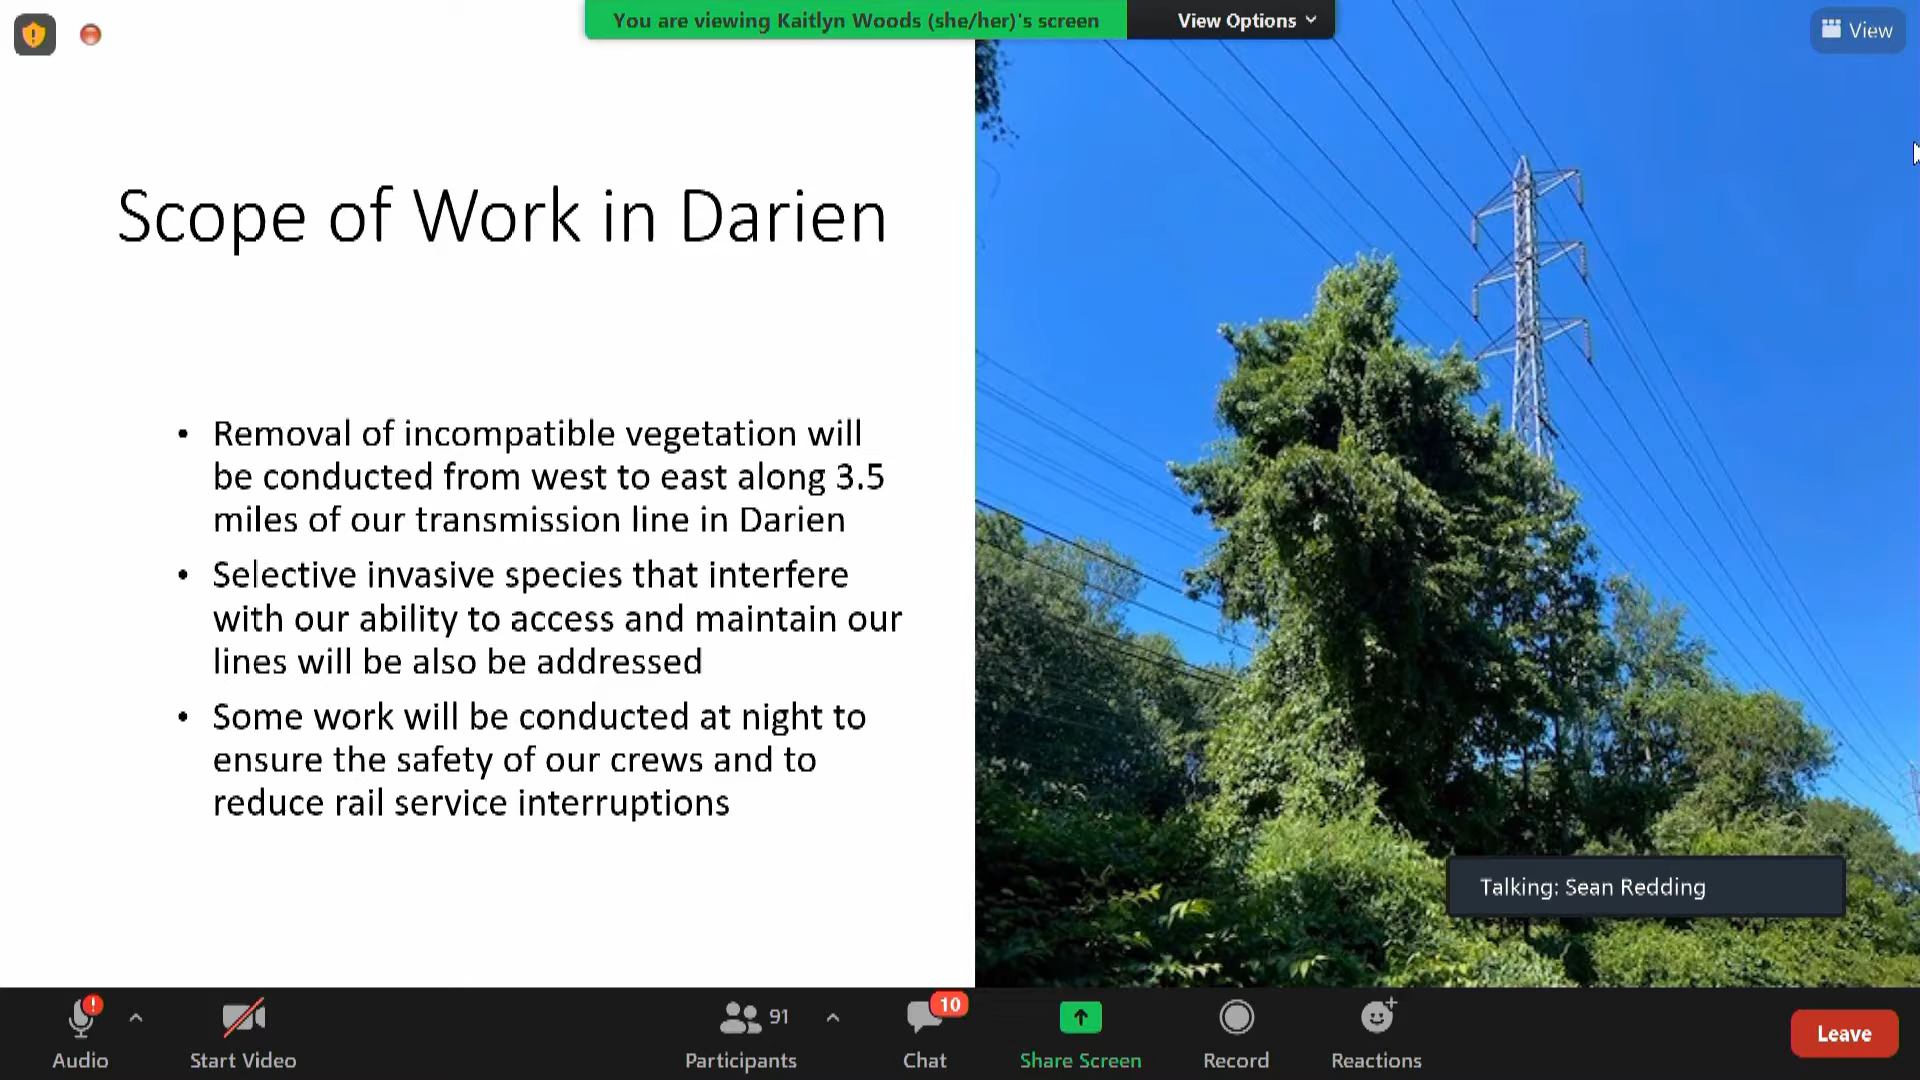 You are viewing Kaitlyn Woods (she/her)'s screen
View Options
View
Scope of Work in Darien
• Removal of incompatible vegetation will
be conducted from west to east along 3.5
miles of our transmission line in Darien
• Selective invasive species that interfere
with our ability to access and maintain our
lines will be also be addressed
• Some work will be conducted at night to
ensure the safety of our crews and to
reduce rail service interruptions
Talking: Sean Redding
Audio
Start Video
91
Participants
10
Chat
Share Screen
Record
Reactions
Leave